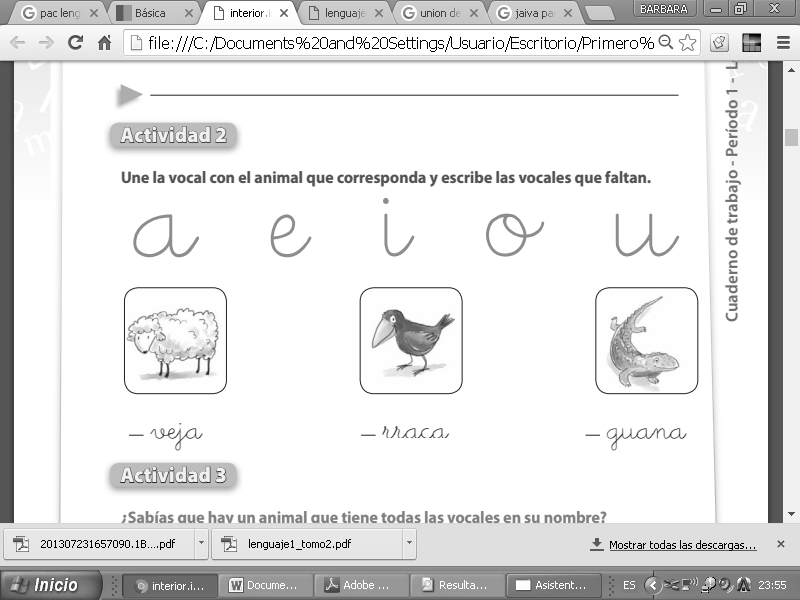 pac leng
Básica
interior.i
lenguaje
union de
jaiva pa
BARBARA
file:///C:/Documents%20and%20Settings/Usuario/Escritorio/Primero%
Actividad 2
Une la vocal con el animal que corresponda y escribe las vocales que faltan.
a e i o u
_ veja _ rraca _ guana
Actividad 3
¿Sabías que hay un animal que tiene todas las vocales en su nombre?
Cuaderno de trabajo - Período 1 - L
201307231657090.1B....pdf
lenguaje1_tomo2.pdf
Mostrar todas las descargas...
Inicio
interior.i...
Docume...
Adobe ...
Resulta...
Asistent...
ES
23:55